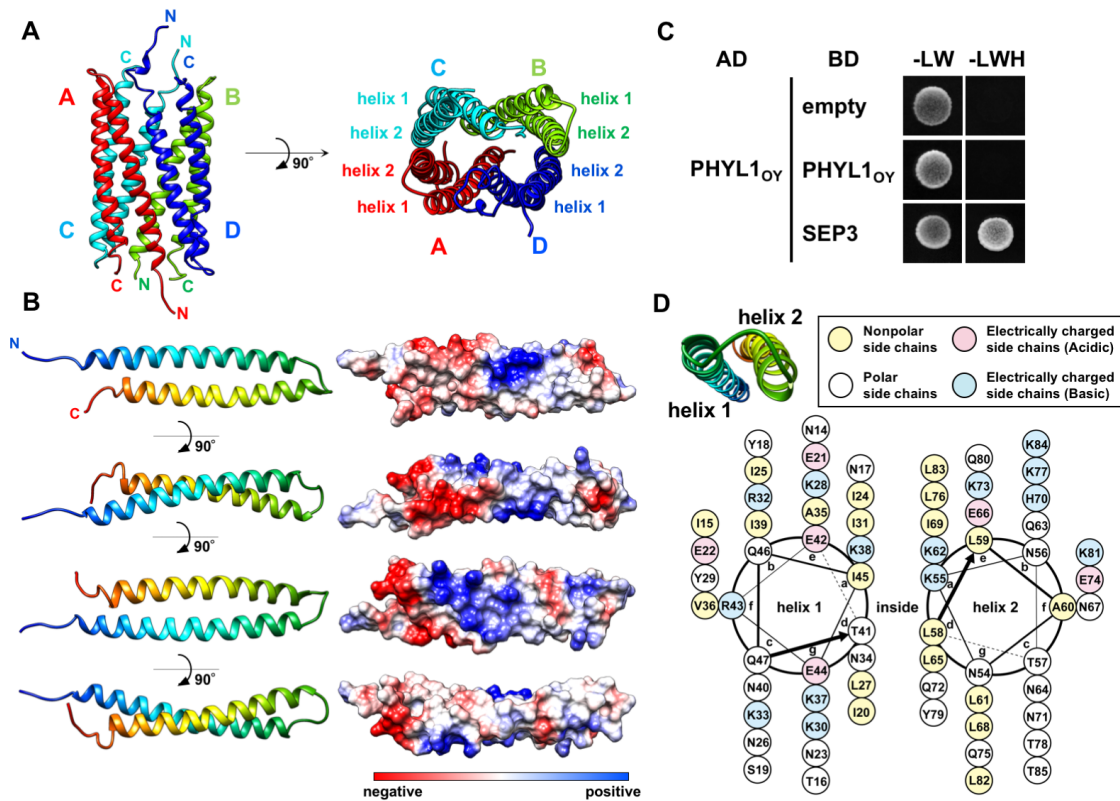 A
N
N
C
C
A
B
C
D
C
N
C
N
90°
C
B
helix 1
helix 1
helix 2
helix 2
helix 2
helix 2
helix 1
helix 1
A
D
B
N
C
90°
90°
90°
negative
positive
C
AD
BD
-LW
-LWH
empty
PHYL1OY
PHYL1OY
SEP3
D
helix 2
helix 1
Nonpolar side chains
Electrically charged side chains (Acidic)
Polar side chains
Electrically charged side chains (Basic)
N14
Y18
E21
I25
K28
N17
R32
A35
I24
I15
I39
E42
I31
E22
Q46
K38
Y29
I45
V36
R43
T41
Q47
E44
N34
N40
K37
L27
K33
K30
I20
N26
N23
S19
T16
a
b
c
d
e
f
g
helix 1
inside
helix 2
K84
Q80
K77
L83
K73
H70
L76
E66
Q63
I69
L59
N56
K62
K81
K55
E74
L58
A60
N67
L65
N54
T57
Q72
L61
N64
Y79
L68
N71
Q75
T78
L82
T85
a
b
c
d
e
f
g